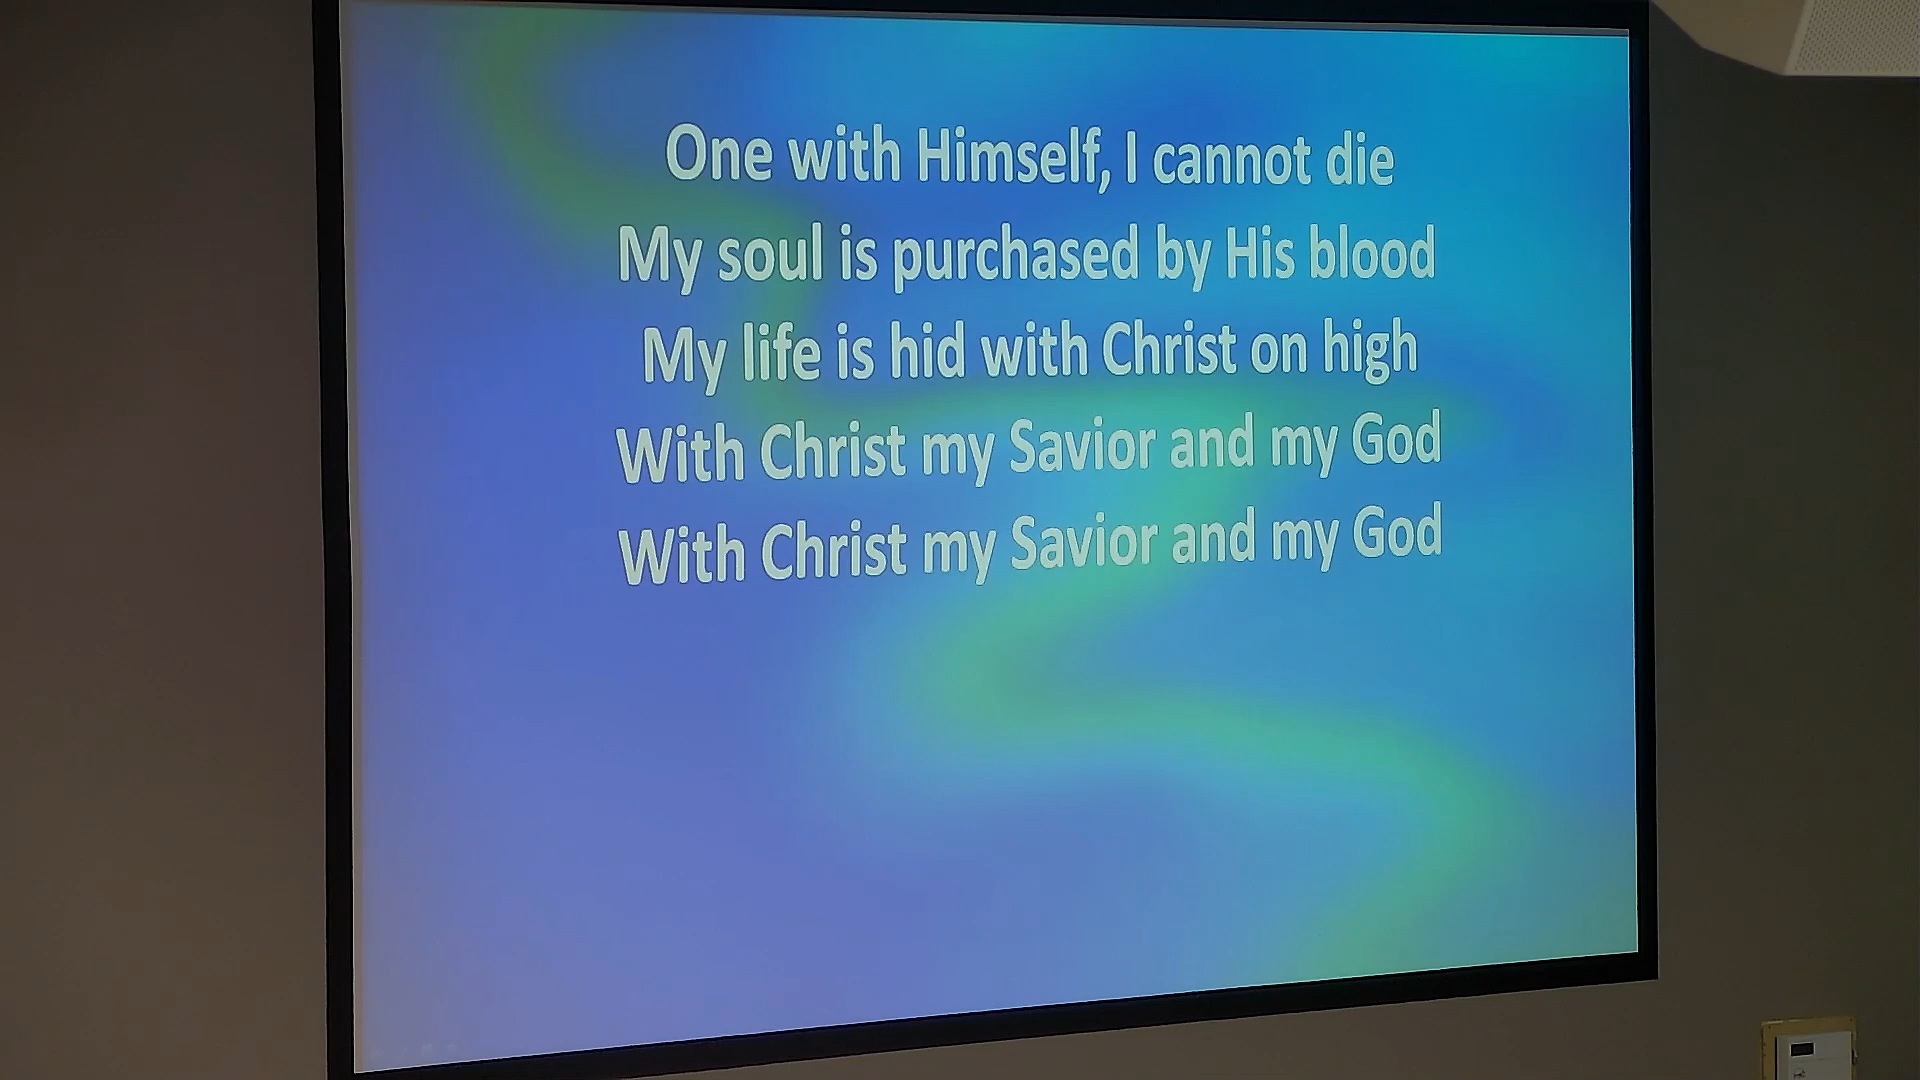 One with Himself, I cannot die
My soul is purchased by His blood
My life is hid with Christ on high
With Christ my Savior and my God
With Christ my Savior and my God